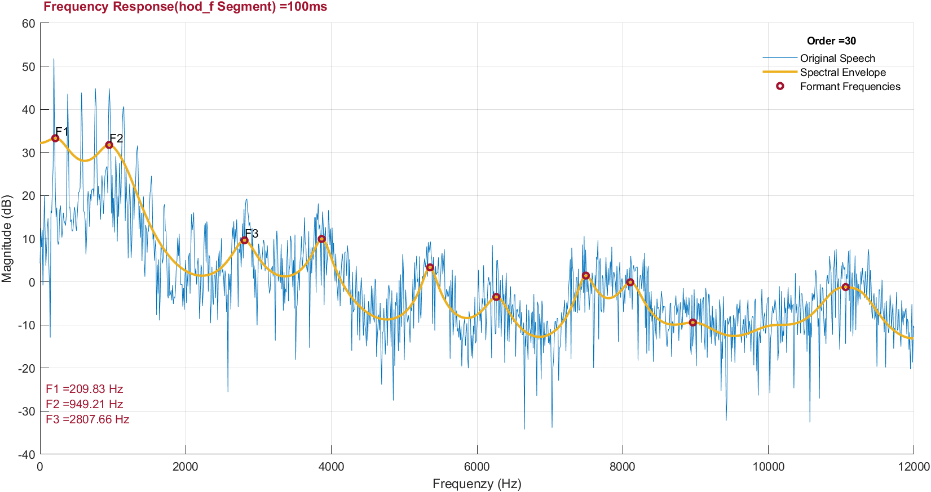 Frequency Response(hod_f Segment) =100ms
60
50
40
30
20
10
0
-10
-20
-30
-40
Magnitude (dB)
Order =30
Original Speech
Spectral Envelope
Formant Frequencies
F1
F2
F3
F1 =209.83 Hz
F2 =949.21 Hz
F3 =2807.66 Hz
0 2000 4000 6000 8000 10000 12000
Frequenzy (Hz)